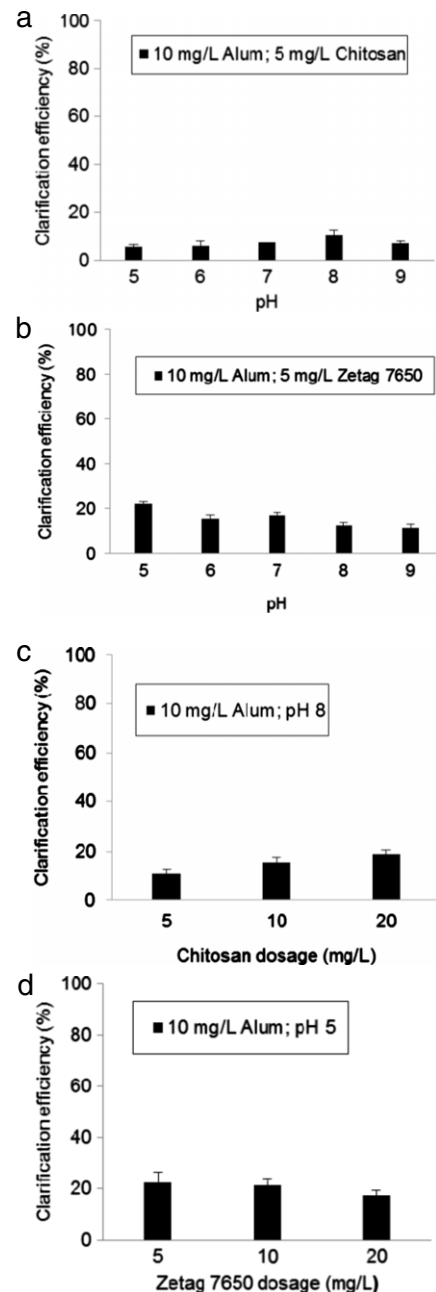 a
Clarification efficiency (%)
100
80
60
40
20
0
10 mg/L Alum; 5 mg/L Chitosan
5 6 7 8 9
pH
b
Clarification efficiency (%)
100
80
60
40
20
0
10 mg/L Alum; 5 mg/L Zetag 7650
5 6 7 8 9
pH
c
Clarification efficiency (%)
100
80
60
40
20
0
10 mg/L Alum; pH 8
5 10 20
Chitosan dosage (mg/L)
d
Clarification efficiency (%)
100
80
60
40
20
0
10 mg/L Alum; pH 5
5 10 20
Zetag 7650 dosage (mg/L)